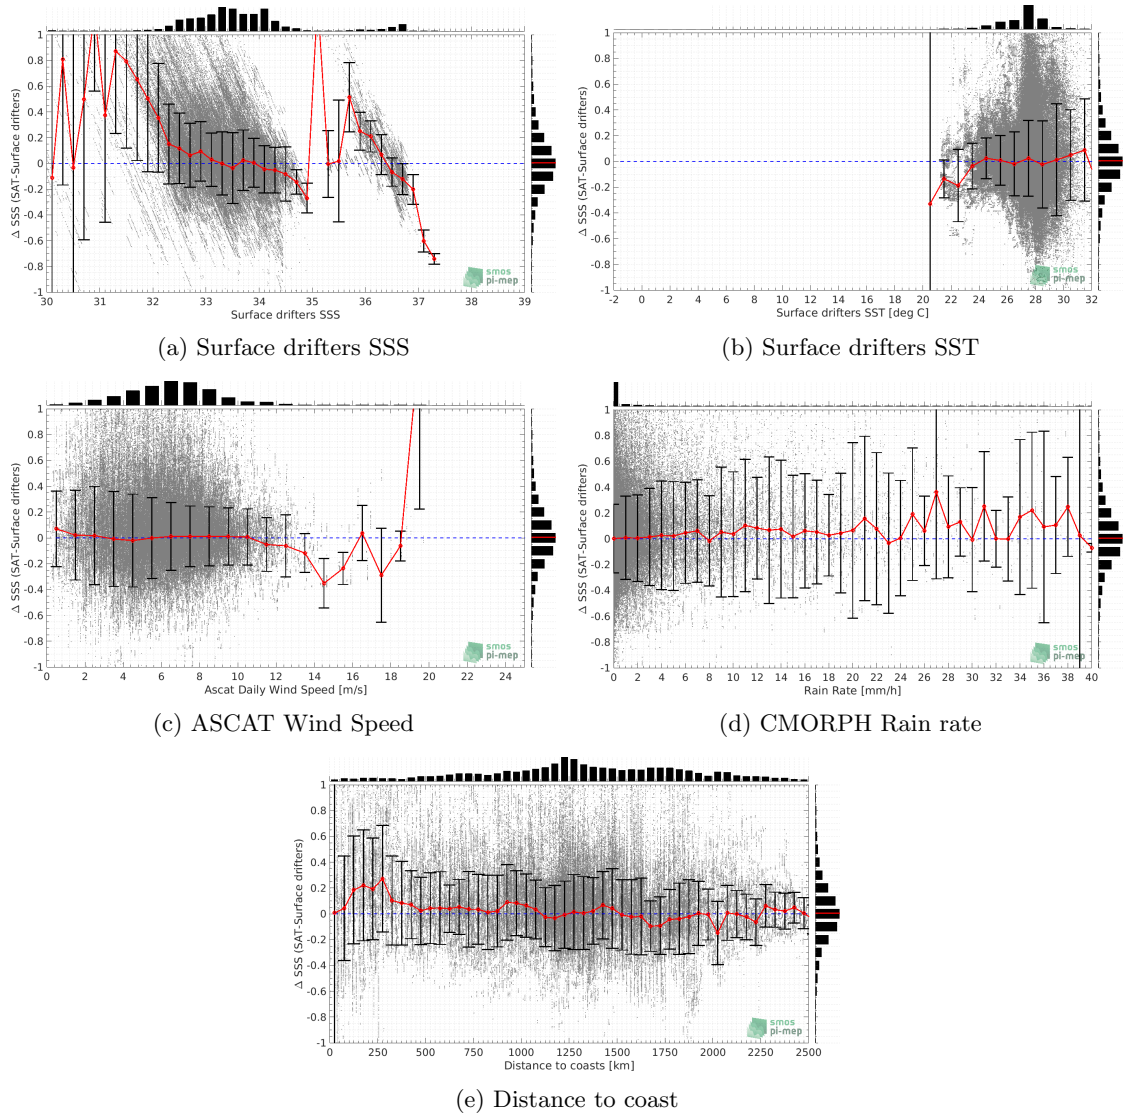 Δ SSS (SAT-Surface drifters)
1
0.8
0.6
0.4
0.2
0
-0.2
-0.4
-0.6
-0.8
-1
30 31 32 33 34 35 36 37 38 39
Surface drifters SSS
smos
pi-mep
(a) Surface drifters SSS
Δ SSS (SAT-Surface drifters)
1
0.8
0.6
0.4
0.2
0
-0.2
-0.4
-0.6
-0.8
-1
-2 0 2 4 6 8 10 12 14 16 18 20 22 24 26 28 30 32
Surface drifters SST [deg C]
smos
pi-mep
(b) Surface drifters SST
Δ SSS (SAT-Surface drifters)
1
0.8
0.6
0.4
0.2
0
-0.2
-0.4
-0.6
-0.8
-1
0 2 4 6 8 10 12 14 16 18 20 22 24
Ascat Daily Wind Speed [m/s]
smos
pi-mep
(c) ASCAT Wind Speed
Δ SSS (SAT-Surface drifters)
1
0.8
0.6
0.4
0.2
0
-0.2
-0.4
-0.6
-0.8
-1
0 2 4 6 8 10 12 14 16 18 20 22 24 26 28 30 32 34 36 38 40
Rain Rate [mm/h]
smos
pi-mep
(d) CMORPH Rain rate
Δ SSS (SAT-Surface drifters)
1
0.8
0.6
0.4
0.2
0
-0.2
-0.4
-0.6
-0.8
-1
0 250 500 750 1000 1250 1500 1750 2000 2250 2500
Distance to coasts [km]
smos
pi-mep
(e) Distance to coast